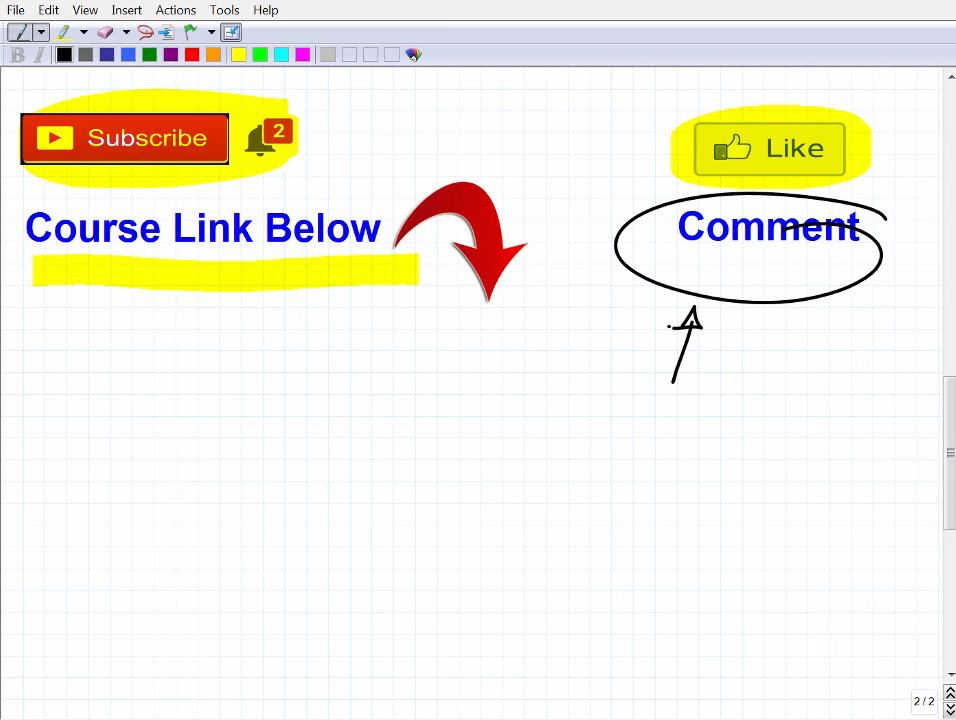 File Edit View Insert Actions Tools Help
B I
Subscribe 2
Like
Course Link Below
Comment
2 / 2